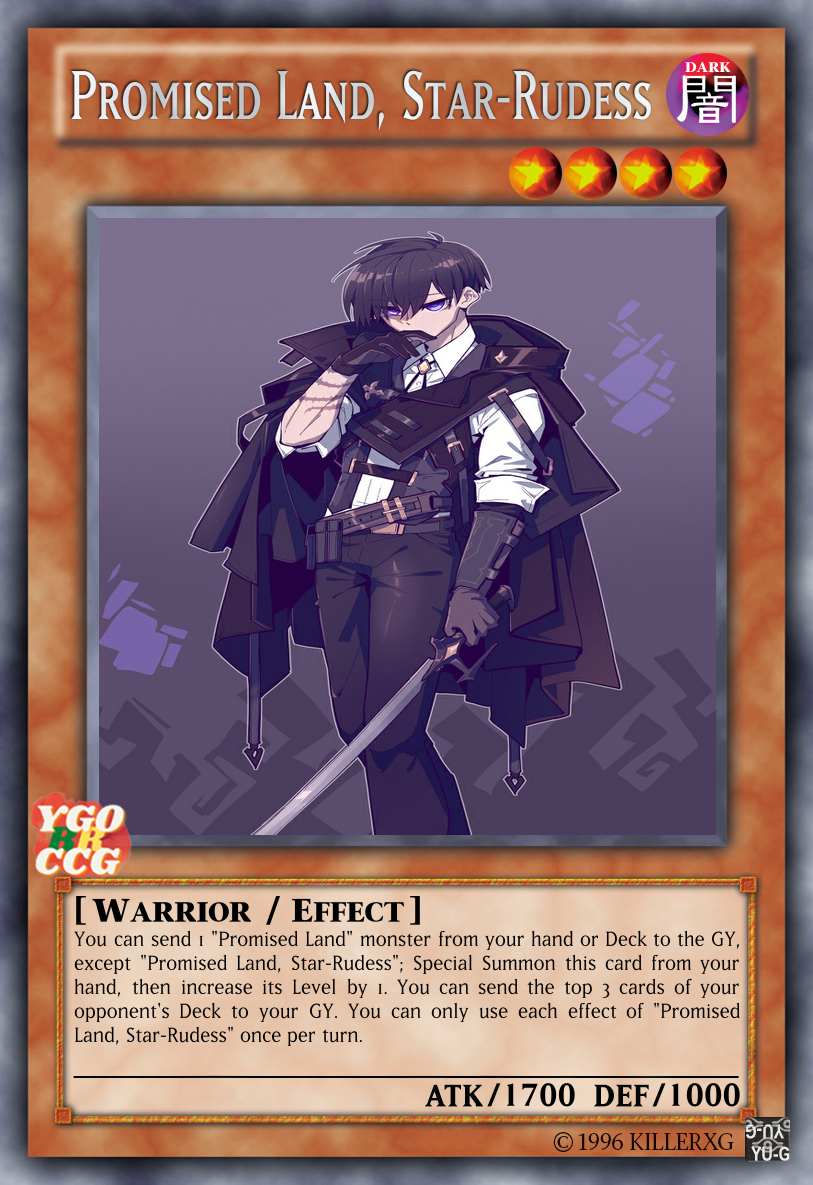 PROMISED LAND, STAR-RUDESS
DARK
闇
YGO
RR
CCG
[ WARRIOR / EFFECT ]
You can send 1 "Promised Land" monster from your hand or Deck to the GY,
except "Promised Land, Star-Rudess"; Special Summon this card from your
hand, then increase its Level by 1. You can send the top 3 cards of your
opponent's Deck to your GY. You can only use each effect of "Promised
Land, Star-Rudess" once per turn.
ATK/1700 DEF/1000
© 1996 KILLERXG
YU-G